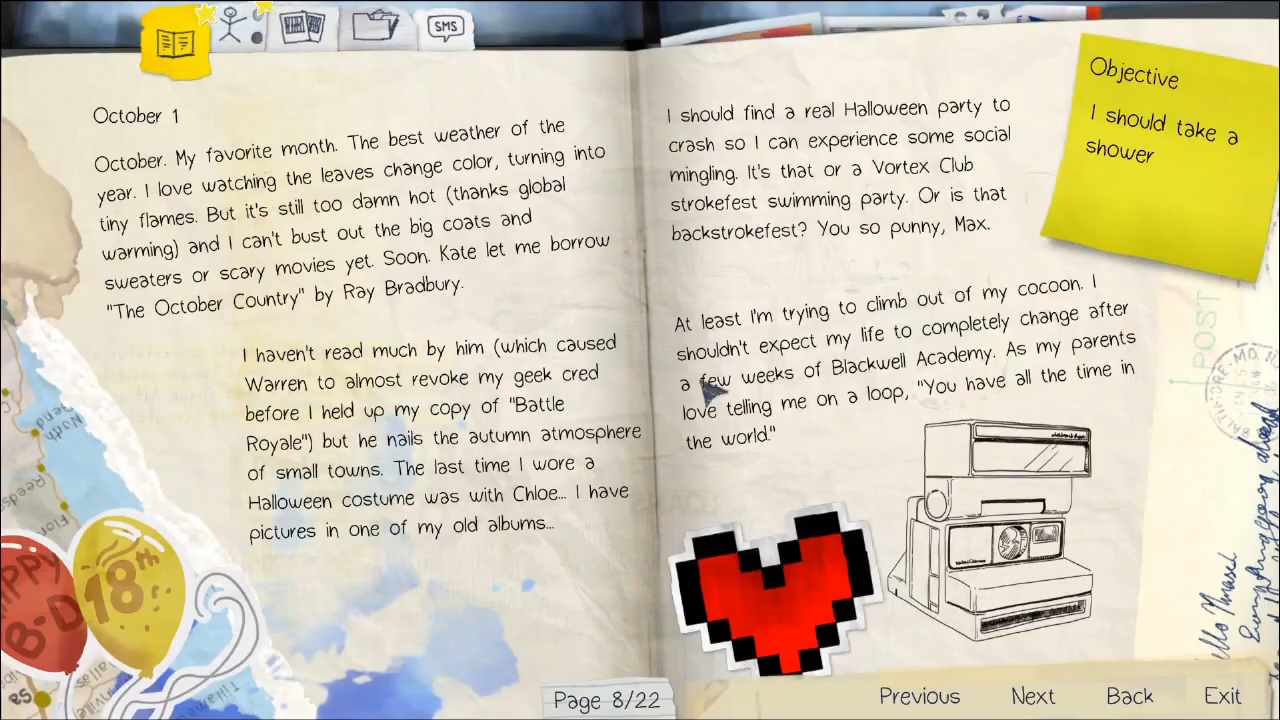 SMS
October 1
October. My favorite month. The best weather of the
year. I love watching the leaves change color, turning into
tiny flames. But it's still too damn hot (thanks global
warming) and I can't bust out the big coats and
sweaters or scary movies yet. Soon. Kate let me borrow
"The October Country" by Ray Bradbury.
I haven't read much by him (which caused
Warren to almost revoke my geek cred
before I held up my copy of "Battle
Royale") but he nails the autumn atmosphere
of small towns. The last time I wore a
Halloween costume was with Chloe... I have
pictures in one of my old albums...
18th
B-D
I should find a real Halloween party to
crash so I can experience some social
mingling. It's that or a Vortex Club
strokefest swimming party. Or is that
backstrokefest? You so punny, Max.
At least I'm trying to climb out of my cocoon. I
shouldn't expect my life to completely change after
a few weeks of Blackwell Academy. As my parents
love telling me on a loop, "You have all the time in
the world."
Objective
I should take a
shower
POST
Page 8/22
Previous
Next
Back
Exit